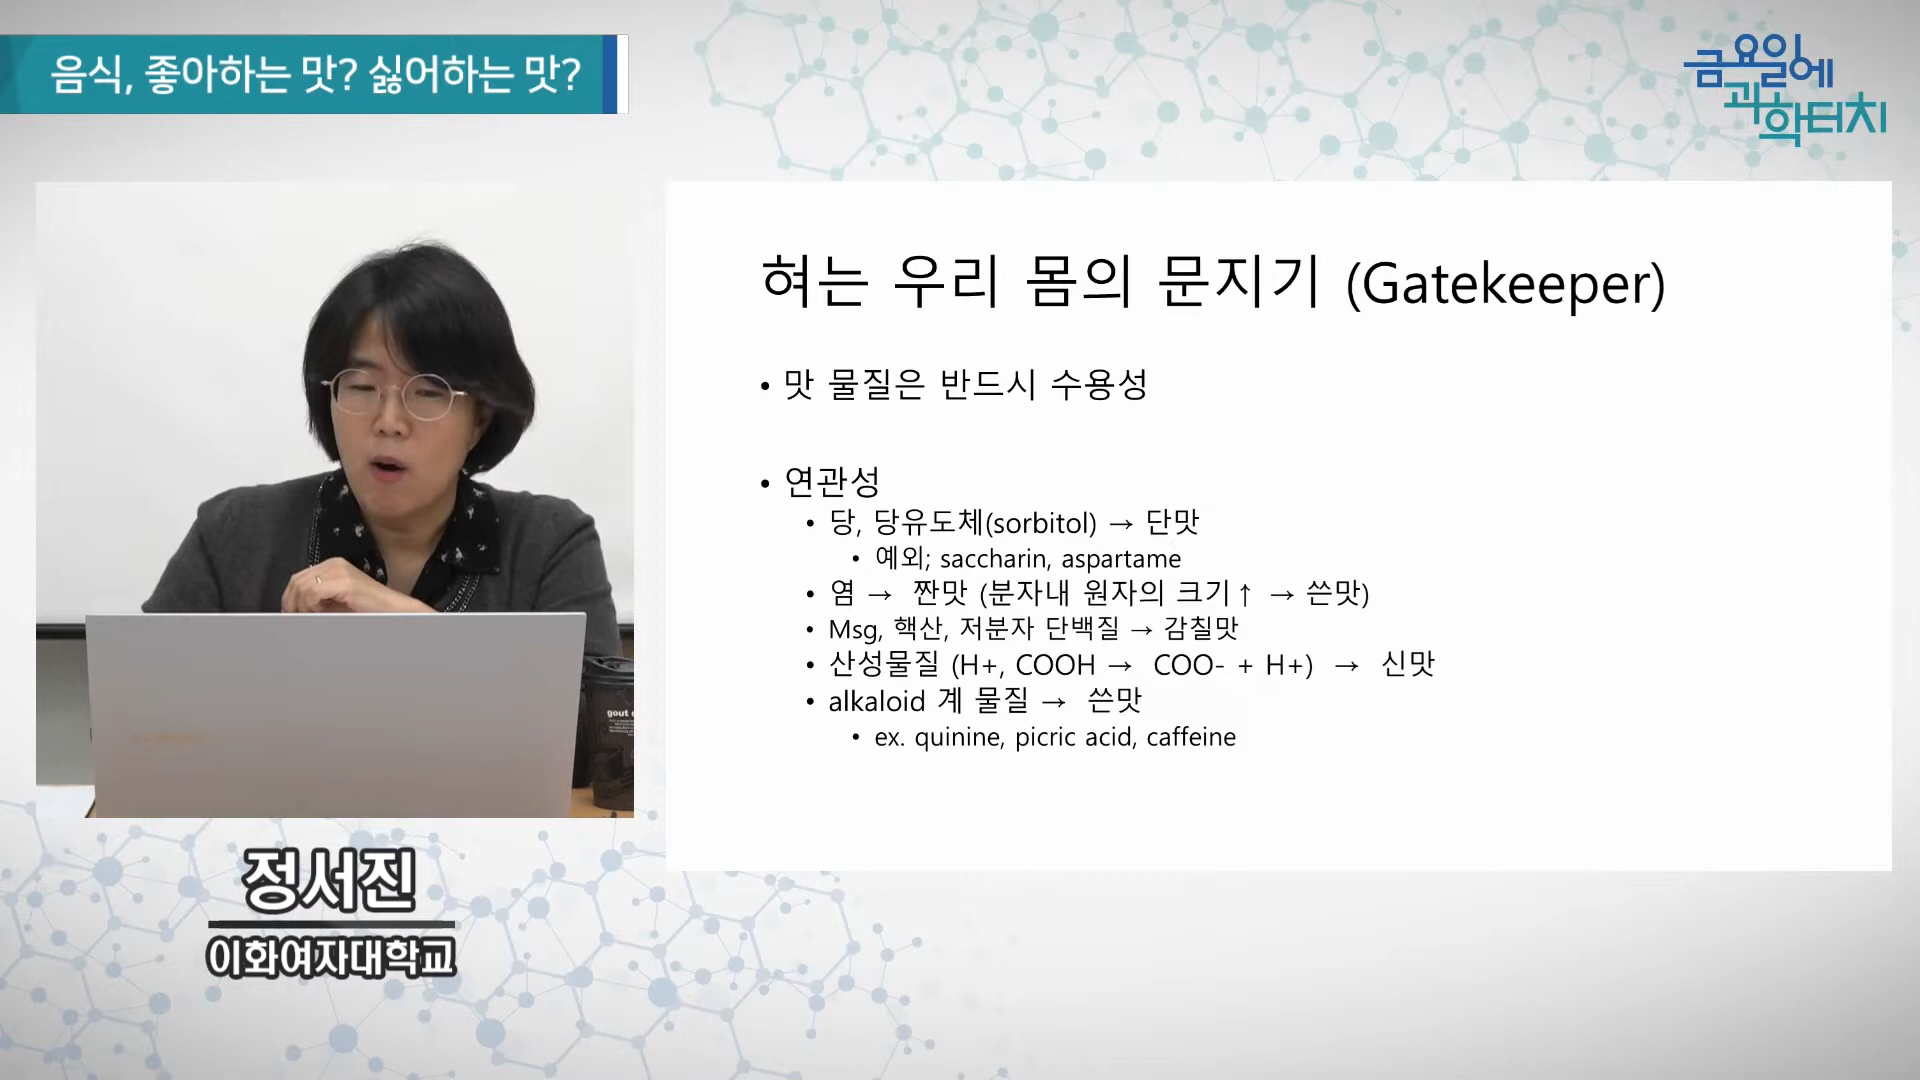 음식, 좋아하는 맛? 싫어하는 맛?
금요일에
과학터치
혀는 우리 몸의 문지기 (Gatekeeper)
• 맛 물질은 반드시 수용성
• 연관성
• 당, 당유도체(sorbitol) → 단맛
• 예외; saccharin, aspartame
• 염 → 짠맛 (분자내 원자의 크기↑ → 쓴맛)
• Msg, 핵산, 저분자 단백질 → 감칠맛
• 산성물질 (H+, COOH → COO- + H+) → 신맛
• alkaloid 계 물질 → 쓴맛
• ex. quinine, picric acid, caffeine
정서진
이화여자대학교